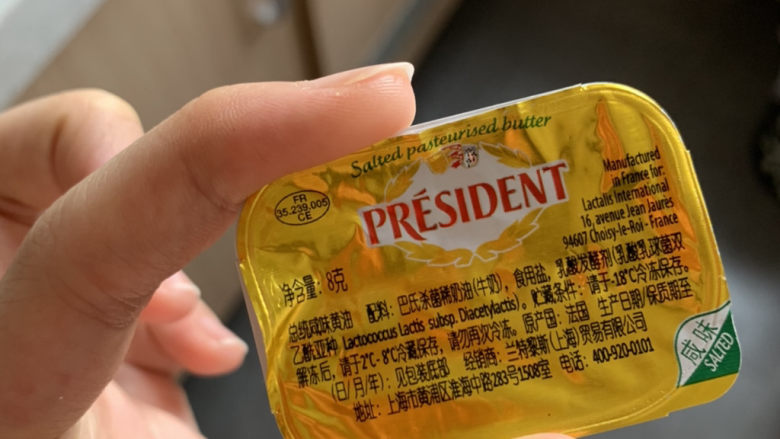 Salted pasteurised butter
FR
35.239.005
CE
PRÉSIDENT
Manufactured
in France for:
Lactalis International
16, avenue Jean Jaures
94607 Choisy-le-Roi - France
净含量: 8克
总统咸味黄油 配料: 巴氏杀菌稀奶油(牛奶), 食用盐, 乳酸发酵剂(乳酸乳球菌双
乙酰亚种 Lactococcus Lactis subsp. Diacetylactis)。贮藏条件: 请于-18℃冷冻保存。
解冻后, 请于2℃- 8℃冷藏保存, 请勿再次冷冻。原产国: 法国 生产日期/保质期至
(日/月/年): 见包装底部 经销商: 兰特黎斯(上海)贸易有限公司
地址: 上海市黄浦区淮海中路283号1508室 电话: 400-920-0101
咸味
SALTED